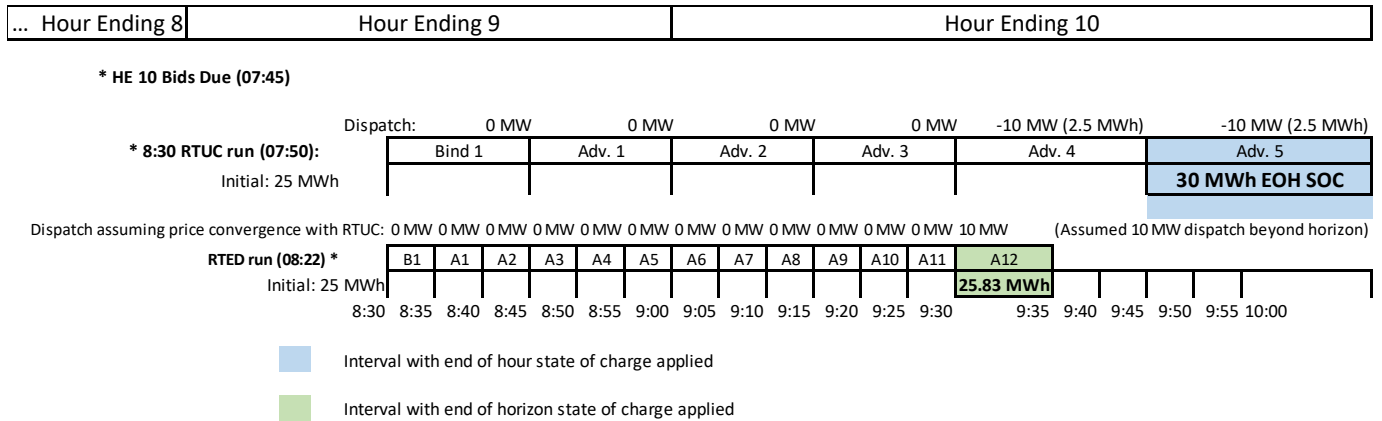 ... Hour Ending 8 Hour Ending 9 Hour Ending 10
* HE 10 Bids Due (07:45)
Dispatch: 0 MW 0 MW 0 MW 0 MW -10 MW (2.5 MWh) -10 MW (2.5 MWh)
* 8:30 RTUC run (07:50): Bind 1 Adv. 1 Adv. 2 Adv. 3 Adv. 4 Adv. 5
Initial: 25 MWh 30 MWh EOH SOC
Dispatch assuming price convergence with RTUC: 0 MW 0 MW 0 MW 0 MW 0 MW 0 MW 0 MW 0 MW 0 MW 0 MW 0 MW 0 MW 10 MW (Assumed 10 MW dispatch beyond horizon)
RTED run (08:22) * B1 A1 A2 A3 A4 A5 A6 A7 A8 A9 A10 A11 A12
Initial: 25 MWh 25.83 MWh
8:30 8:35 8:40 8:45 8:50 8:55 9:00 9:05 9:10 9:15 9:20 9:25 9:30 9:35 9:40 9:45 9:50 9:55 10:00
Interval with end of hour state of charge applied
Interval with end of horizon state of charge applied